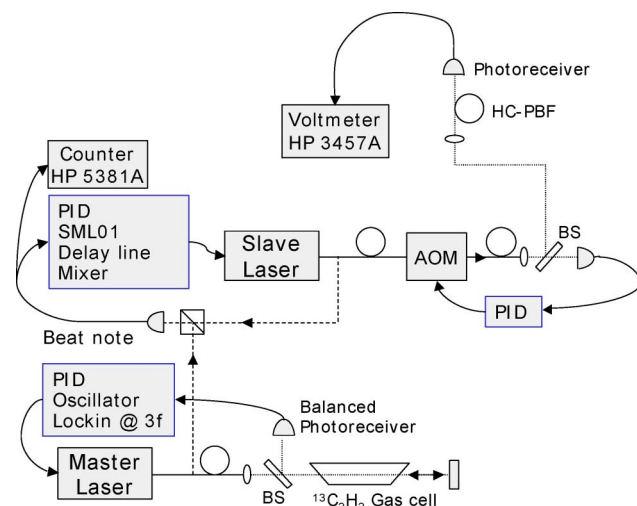 Photoreceiver
HC-PBF
Voltmeter
HP 3457A
Counter
HP 5381A
PID
SML01
Delay line
Mixer
Slave
Laser
AOM
BS
PID
Beat note
PID
Oscillator
Lockin @ 3f
Balanced
Photoreceiver
Master
Laser
BS
¹³C₂H₂ Gas cell